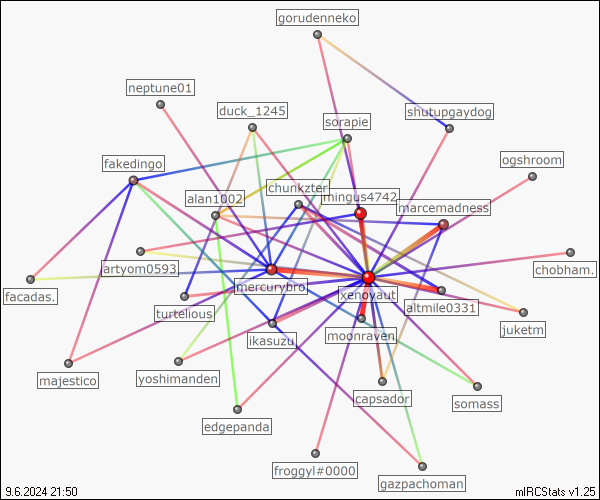 gorudenneko
neptune01
duck_1245
sorapie
shutupgaydog
fakedingo
ogshroom
chunkzter
alan1002
mingus4742
marcemadness
artyom0593
mercurybro
xenoyaut
chobham.
facadas.
turtelious
altmile0331
ikasuzu
moonraven
juketm
majestico
yoshimanden
capsador
somass
edgepanda
froggyl#0000
gazpachoman
9.6.2024 21:50
mIRCStats v1.25